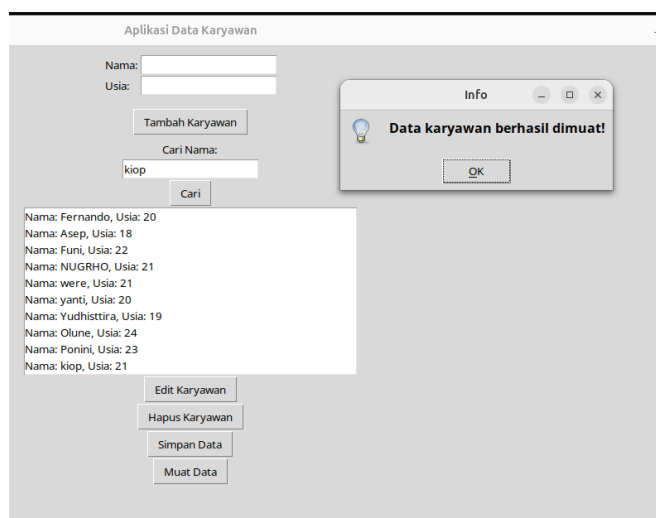 Aplikasi Data Karyawan
Nama:
Usia:
Tambah Karyawan
Cari Nama:
kiop
Cari
Nama: Fernando, Usia: 20
Nama: Asep, Usia: 18
Nama: Funi, Usia: 22
Nama: NUGRHO, Usia: 21
Nama: were, Usia: 21
Nama: yanti, Usia: 20
Nama: Yudhisttira, Usia: 19
Nama: Olune, Usia: 24
Nama: Ponini, Usia: 23
Nama: kiop, Usia: 21
Edit Karyawan
Hapus Karyawan
Simpan Data
Muat Data
Info
Data karyawan berhasil dimuat!
OK